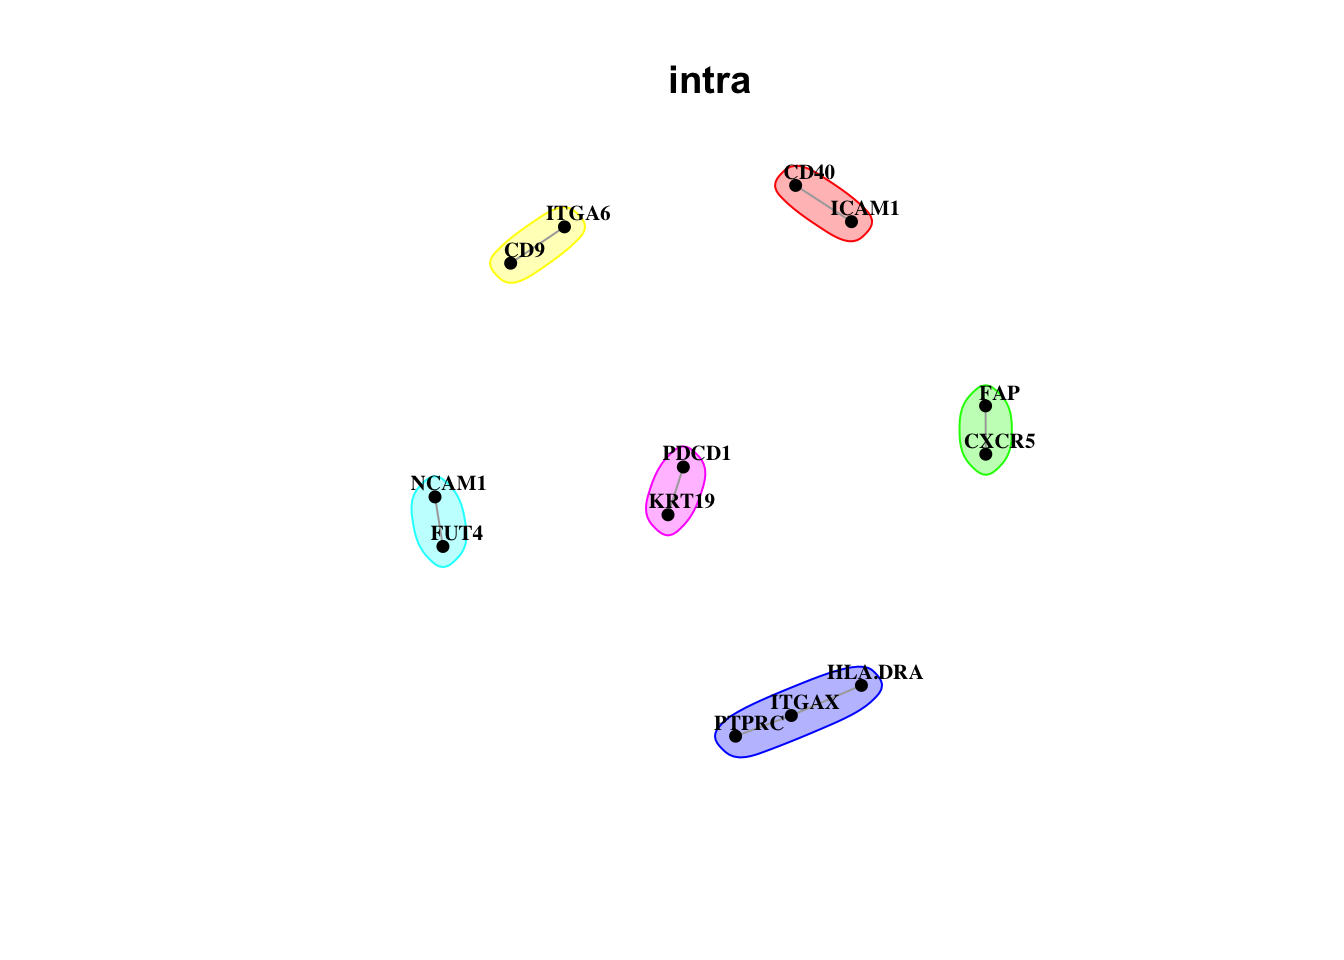 intra
CD40
ICAM1
ITGA6
CD9
FAP
CXCR5
PDCD1
KRT19
NCAM1
FUT4
HLA.DRA
ITGAX
PTPRC